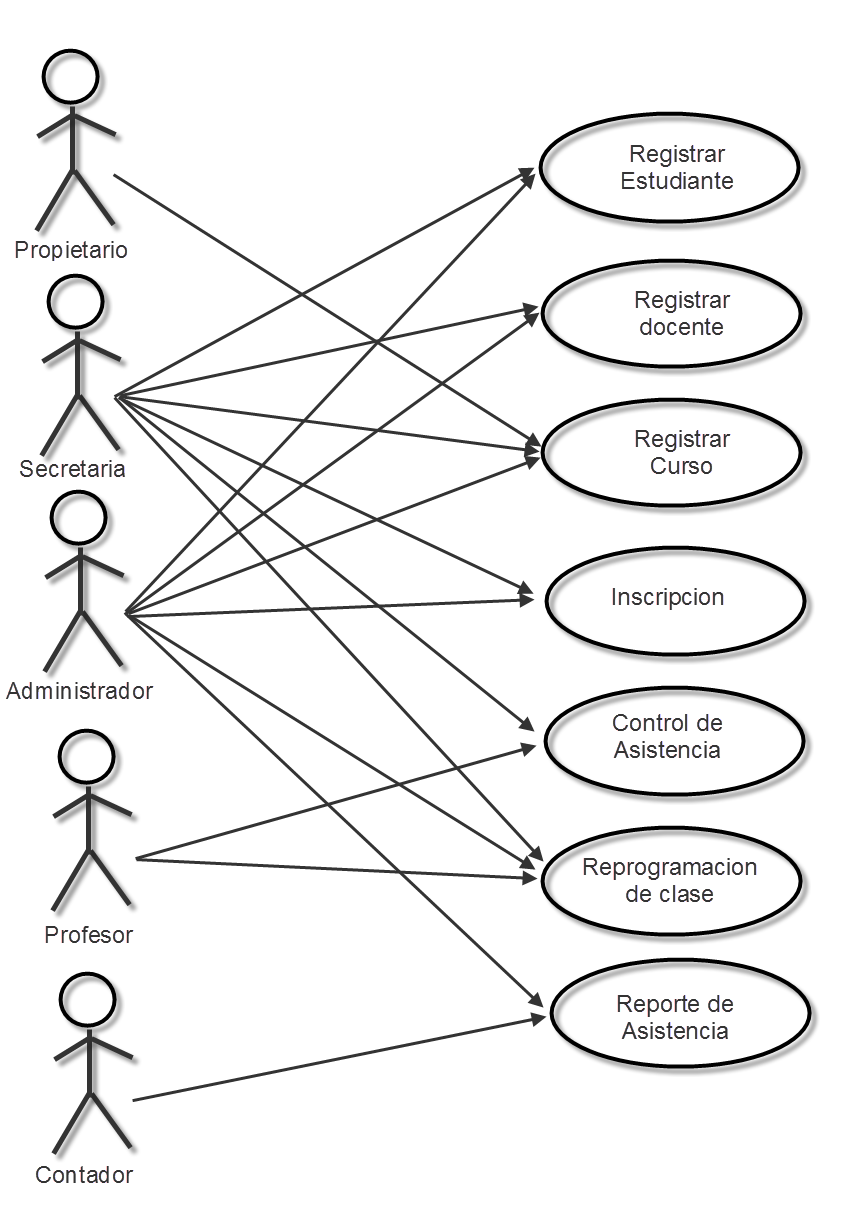 Propietario
Secretaria
Administrador
Profesor
Contador
Registrar
Estudiante
Registrar
docente
Registrar
Curso
Inscripcion
Control de
Asistencia
Reprogramacion
de clase
Reporte de
Asistencia